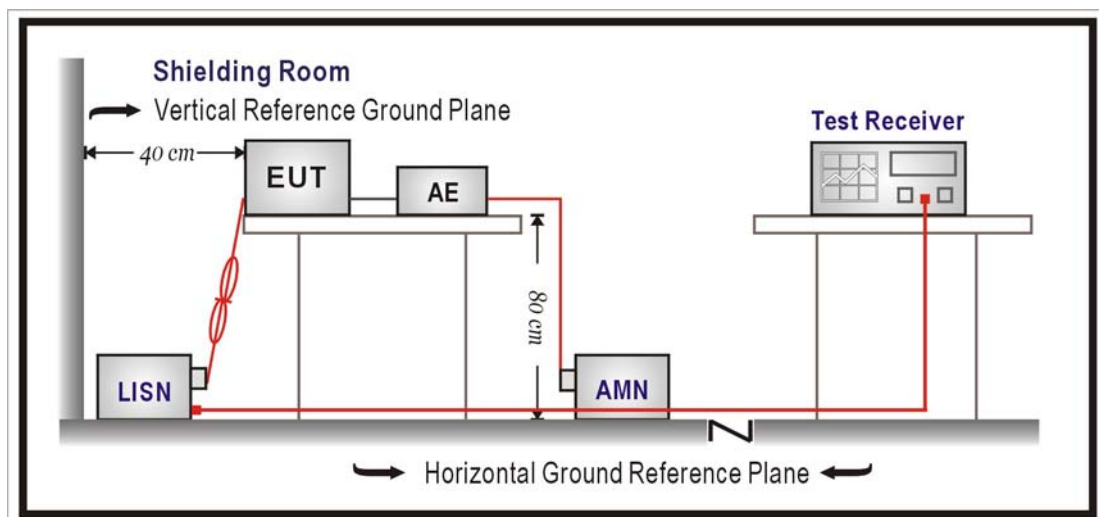 Shielding Room
Vertical Reference Ground Plane
Test Receiver
40 cm
EUT
AE
80 cm
LISN
AMN
Horizontal Ground Reference Plane